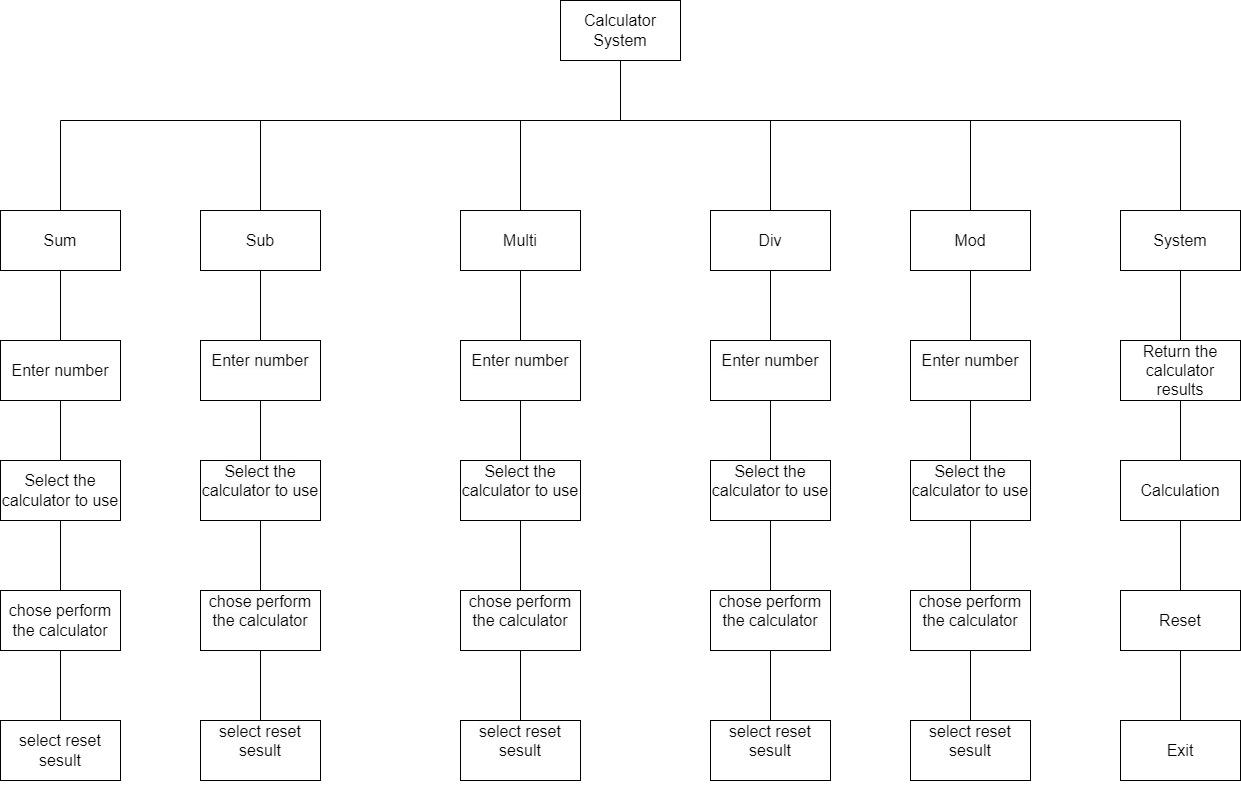 Calculator
System
Sum
Sub
Multi
Div
Mod
System
Enter number
Enter number
Enter number
Enter number
Enter number
Return the
calculator
results
Select the
calculator to use
Select the
calculator to use
Select the
calculator to use
Select the
calculator to use
Select the
calculator to use
Calculation
chose perform
the calculator
chose perform
the calculator
chose perform
the calculator
chose perform
the calculator
chose perform
the calculator
Reset
select reset
sesult
select reset
sesult
select reset
sesult
select reset
sesult
select reset
sesult
Exit